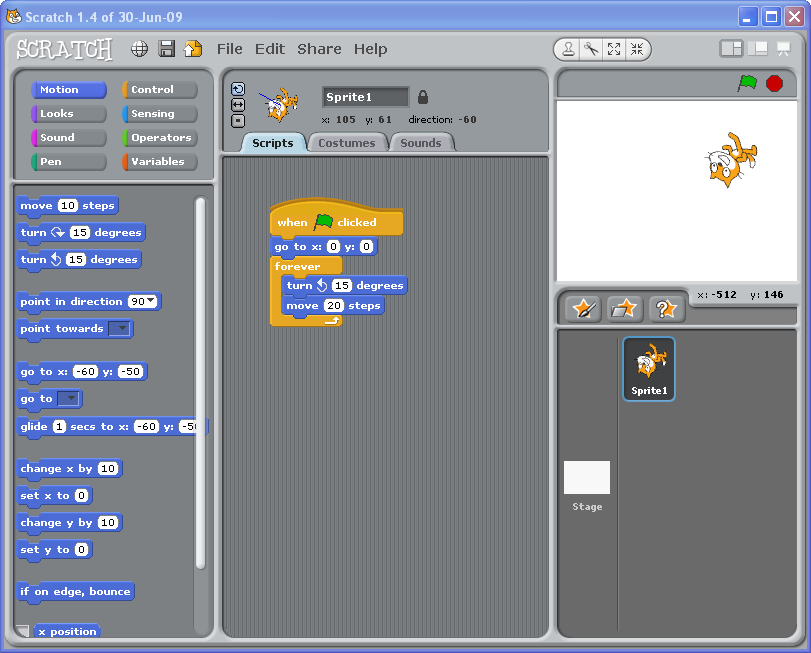 Scratch 1.4 of 30-Jun-09
SCRATCH File Edit Share Help
Motion Control
Looks Sensing
Sound Operators
Pen Variables
move 10 steps
turn 15 degrees
turn 15 degrees
point in direction 90
point towards
go to x: -60 y: -50
go to
glide 1 secs to x: -60 y: -50
change x by 10
set x to 0
change y by 10
set y to 0
if on edge, bounce
x position
Sprite1
x: 105 y: 61 direction: -60
Scripts Costumes Sounds
when clicked
go to x: 0 y: 0
forever
turn 15 degrees
move 20 steps
x: -512 y: 146
Sprite1
Stage